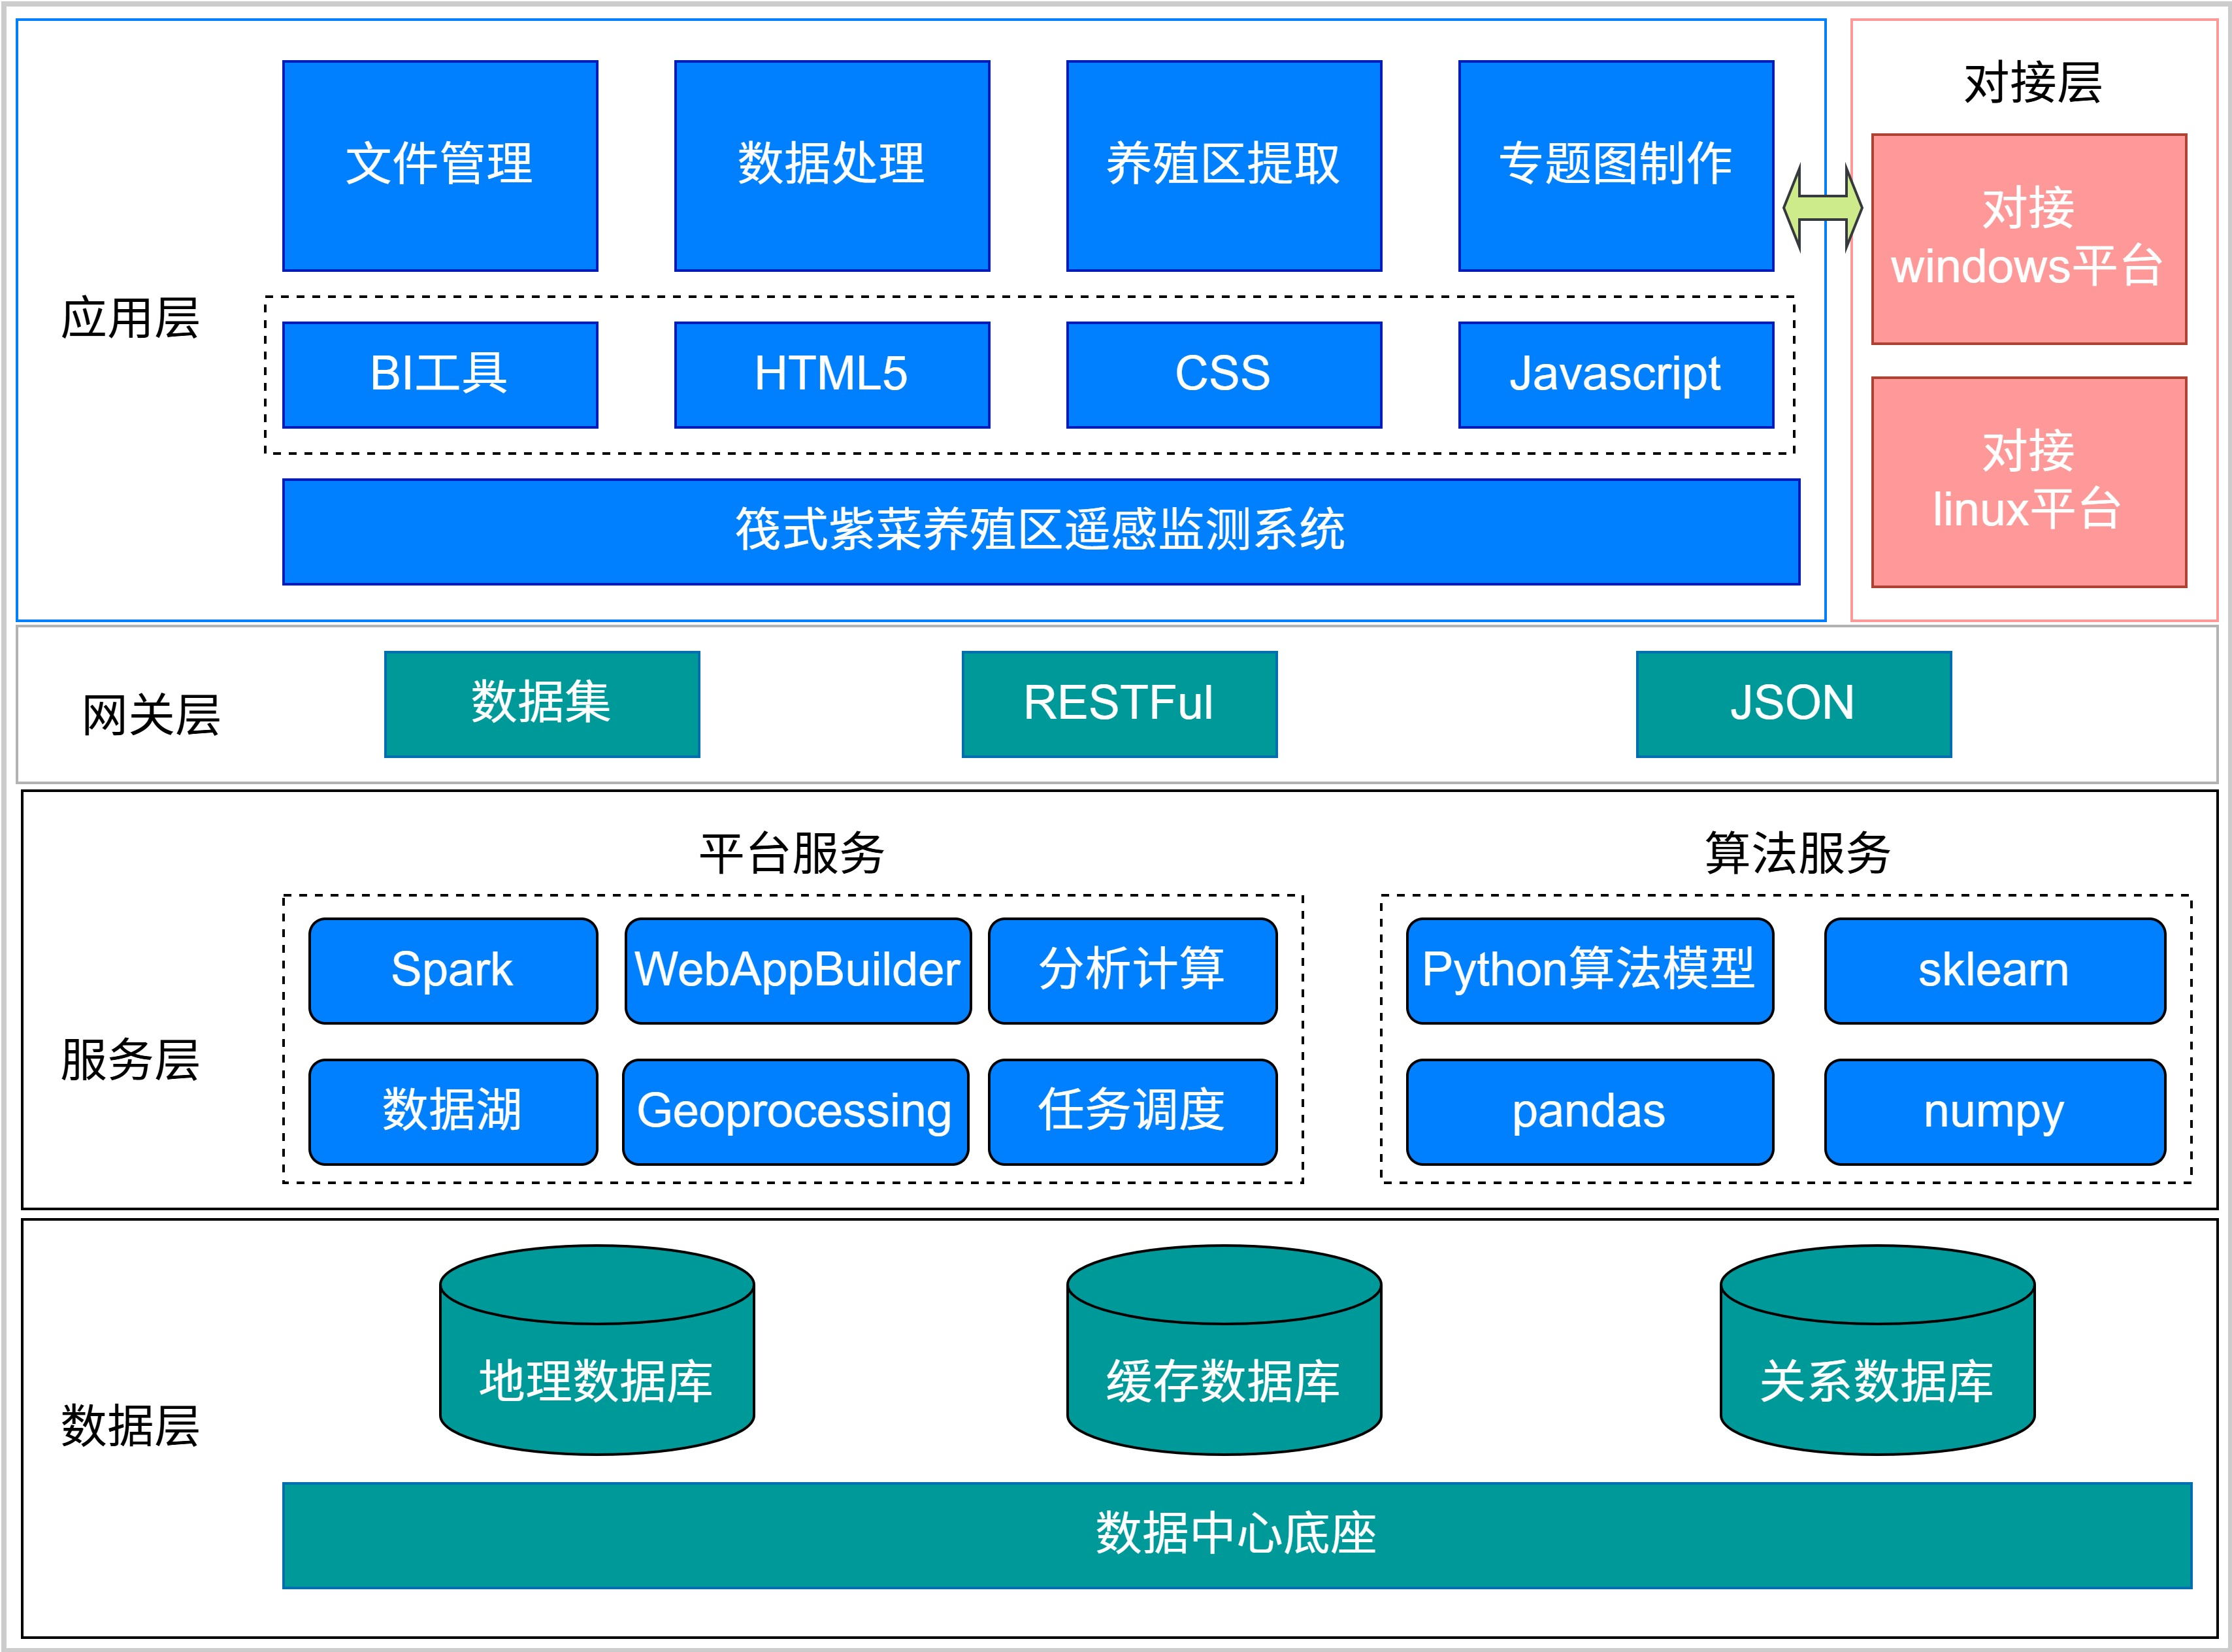 应用层
文件管理
数据处理
养殖区提取
专题图制作
BI工具
HTML5
CSS
Javascript
筏式紫菜养殖区遥感监测系统
对接层
对接
windows平台
对接
linux平台
网关层
数据集
RESTFul
JSON
服务层
平台服务
Spark
WebAppBuilder
分析计算
数据湖
Geoprocessing
任务调度
算法服务
Python算法模型
sklearn
pandas
numpy
数据层
地理数据库
缓存数据库
关系数据库
数据中心底座